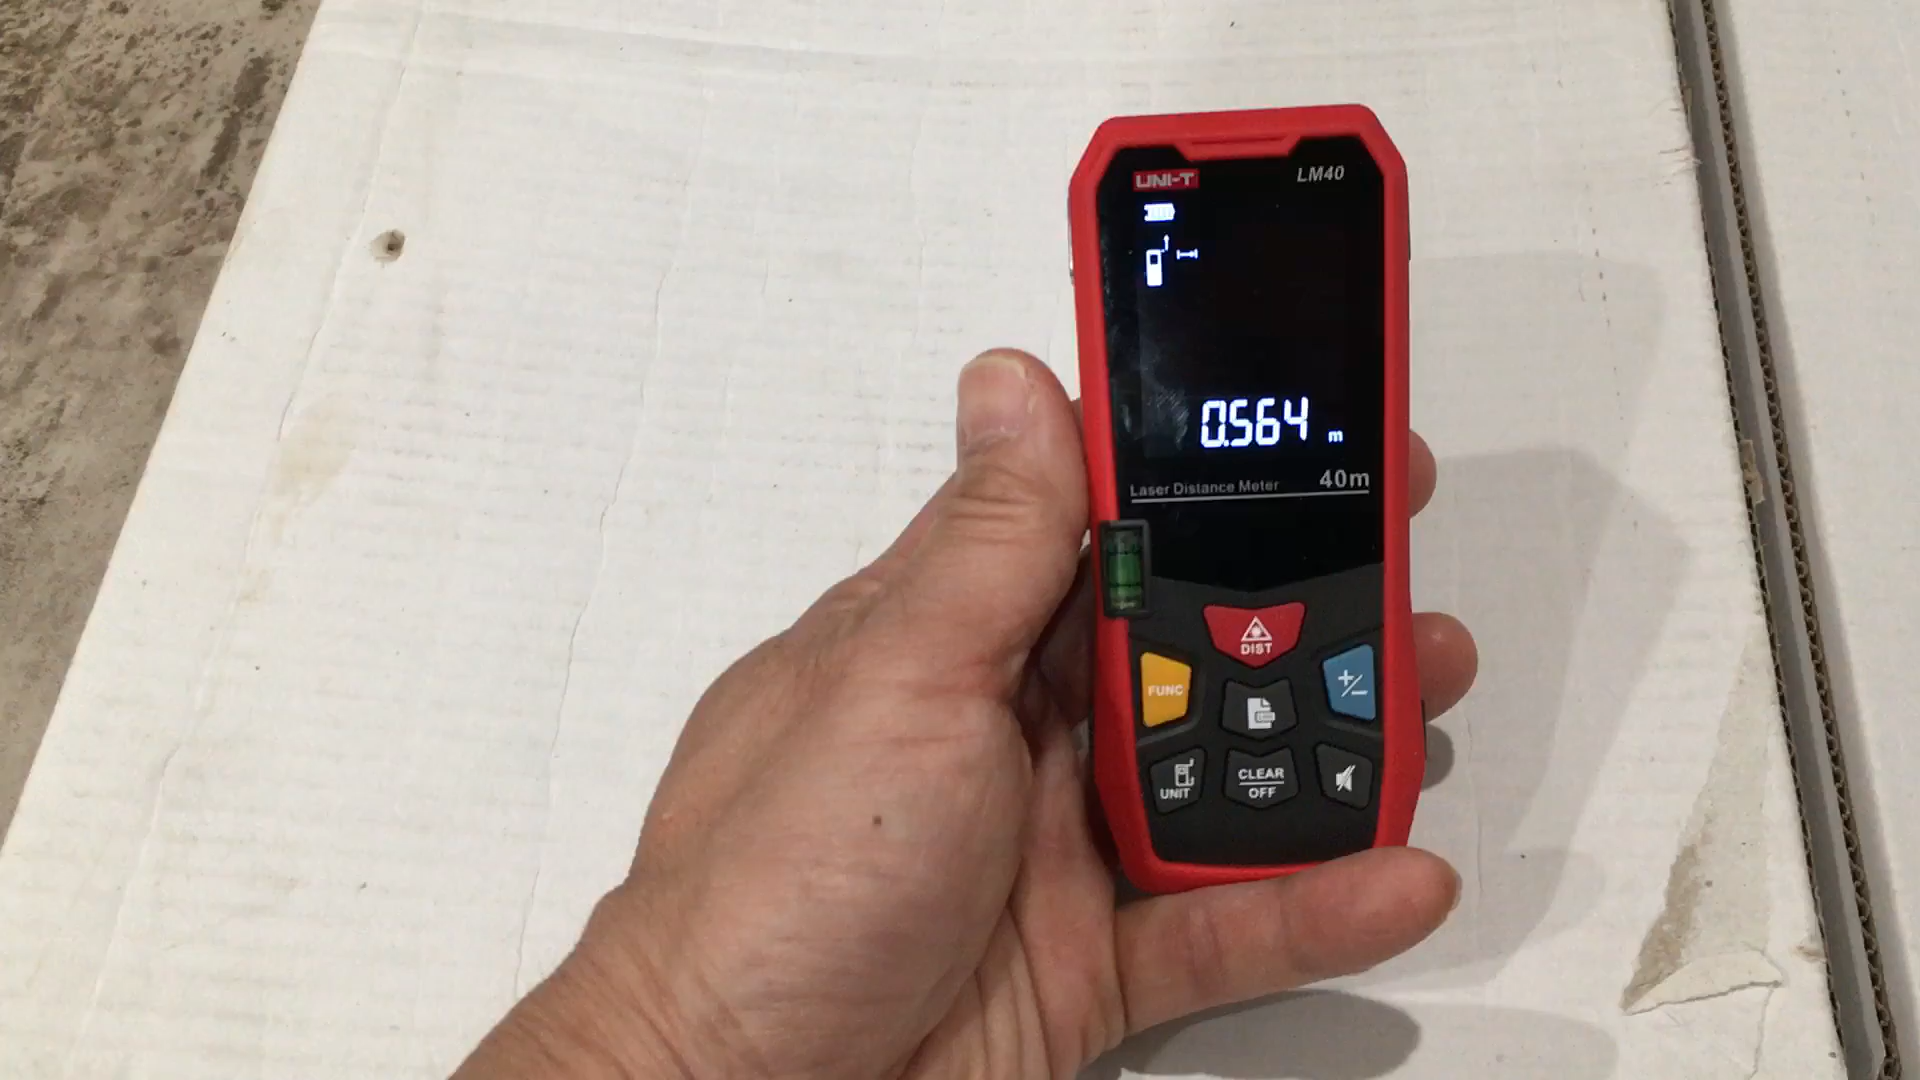 UNI-T LM40
0.564 m
Laser Distance Meter 40m
DIST
FUNC +/−
UNIT CLEAR
OFF